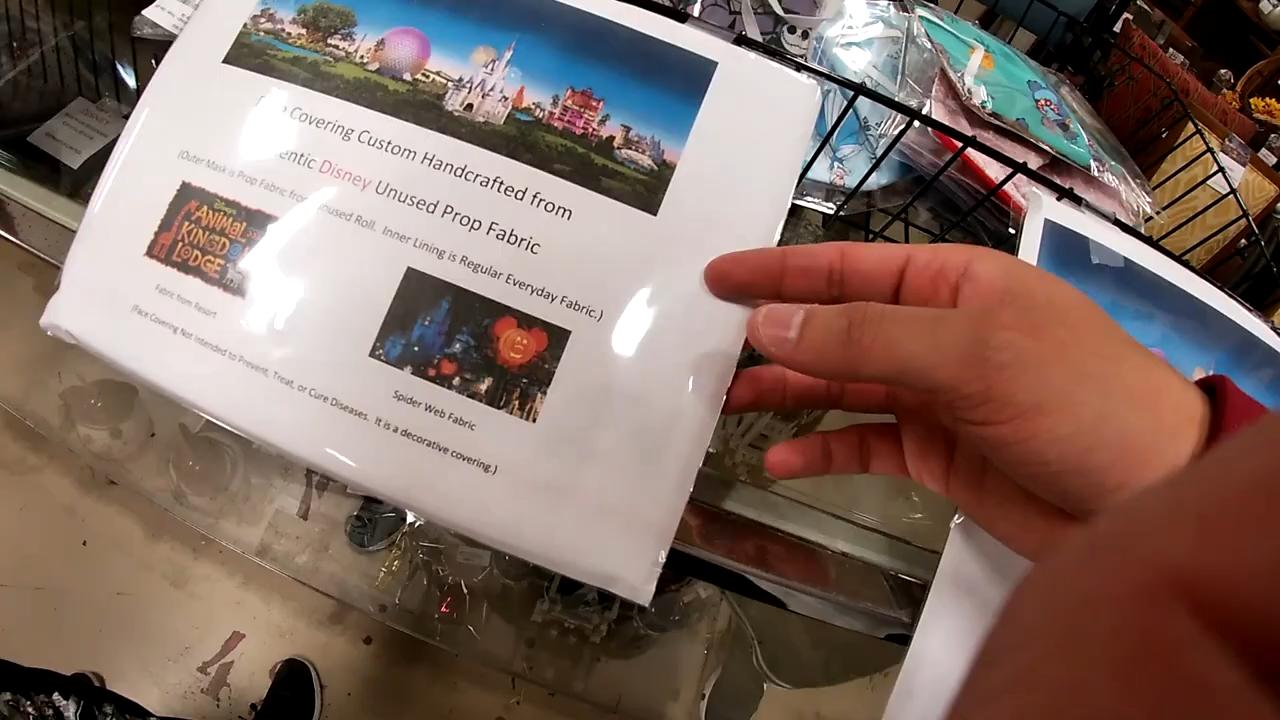 Covering Custom Handcrafted from
entic Disney Unused Prop Fabric
(Outer Mask is Prop Fabric from Unused Roll. Inner Lining is Regular Everyday Fabric.)
Disney's
ANIMAL
KINGDOM
LODGE
Fabric from Resort
Spider Web Fabric
(Face Covering Not Intended to Prevent, Treat, or Cure Diseases. It is a decorative covering.)
DISNEY